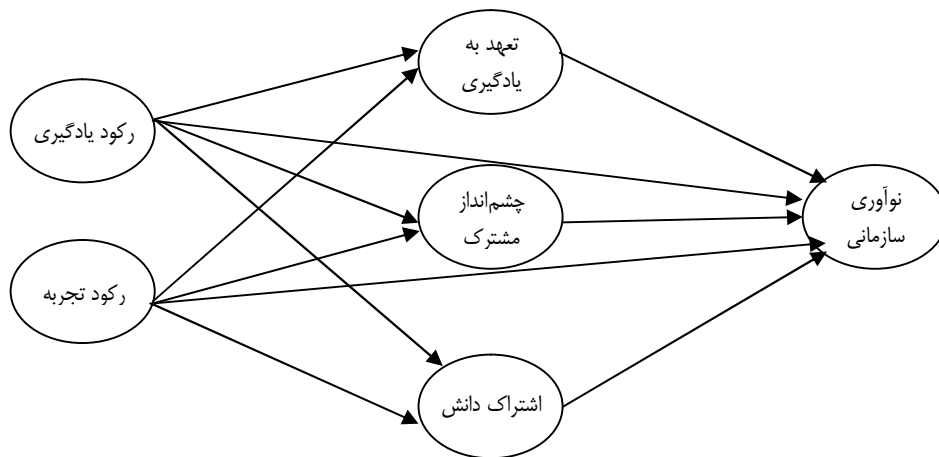 تعهد به
یادگیری
رکود یادگیری
چشم‌انداز
مشترک
نوآوری
سازمانی
رکود تجربه
اشتراک دانش